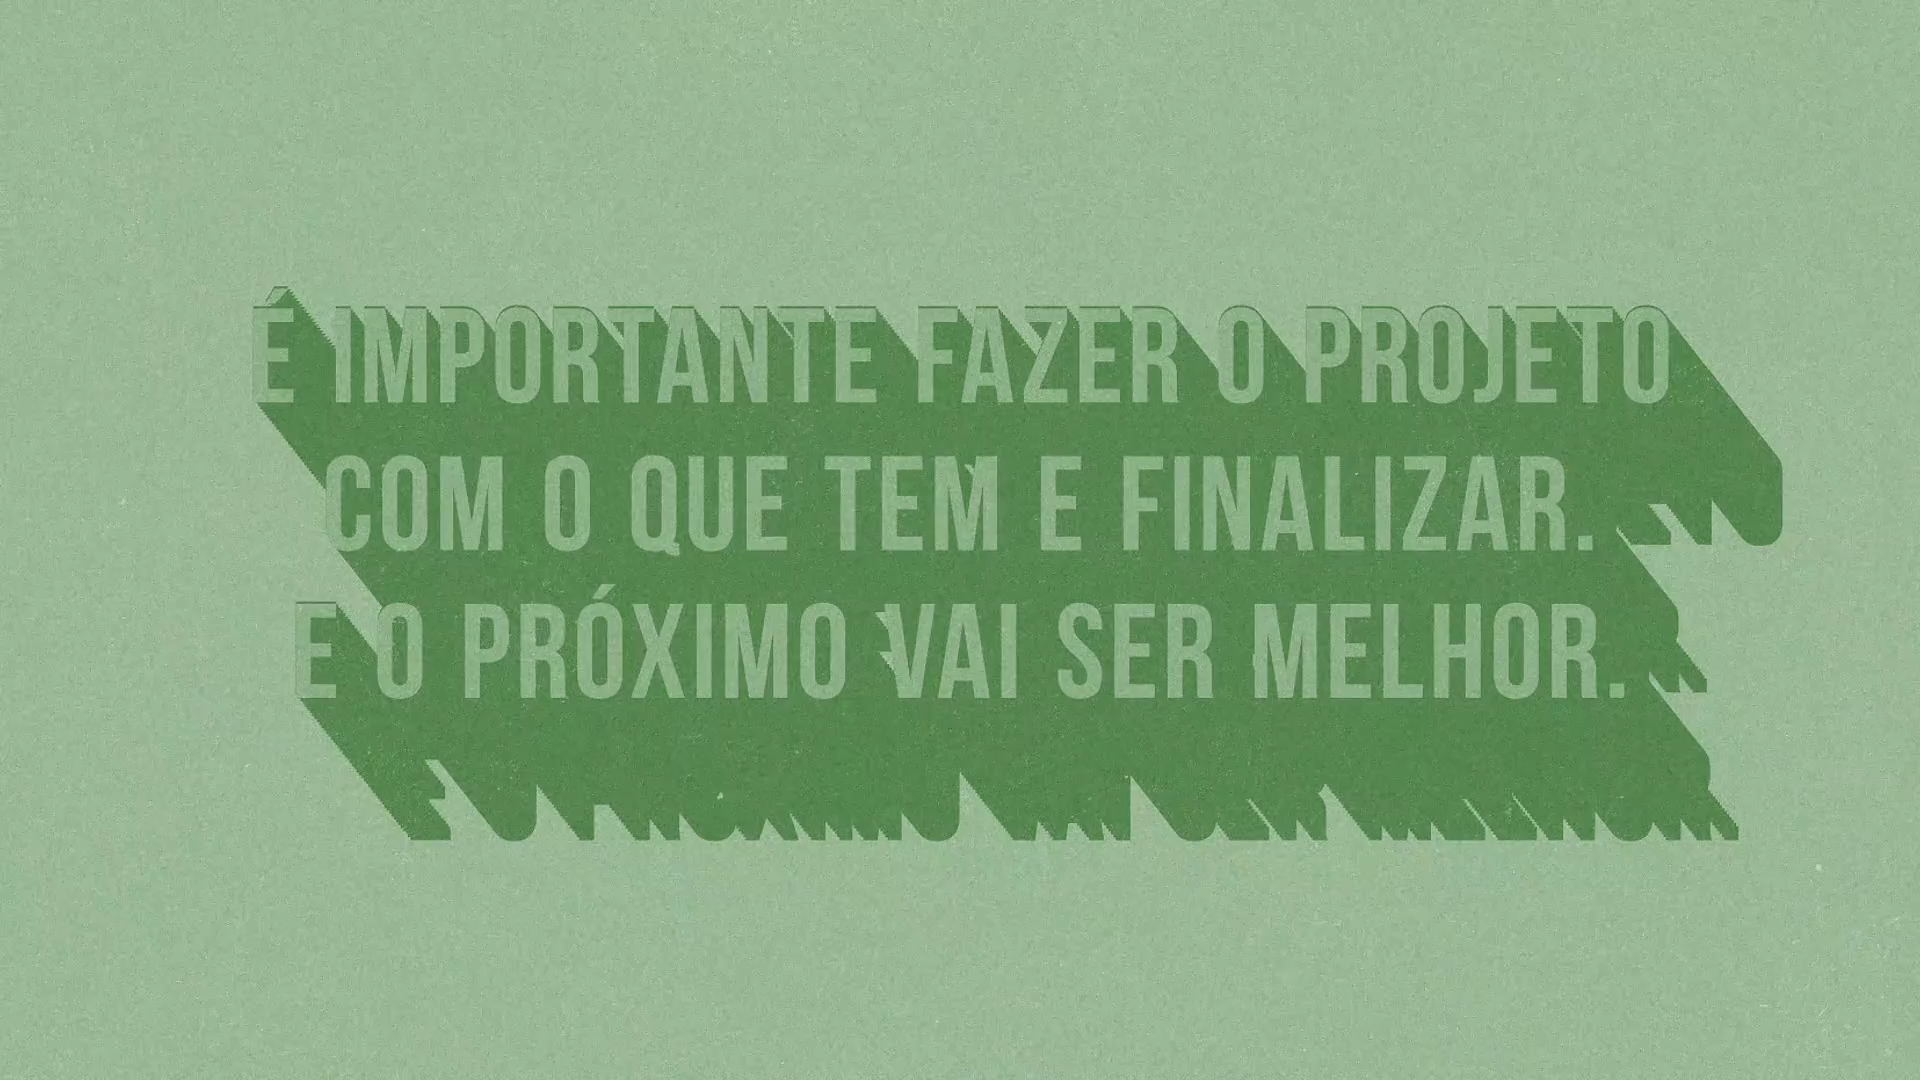 É IMPORTANTE FAZER O PROJETO
COM O QUE TEM E FINALIZAR.
E O PRÓXIMO VAI SER MELHOR.